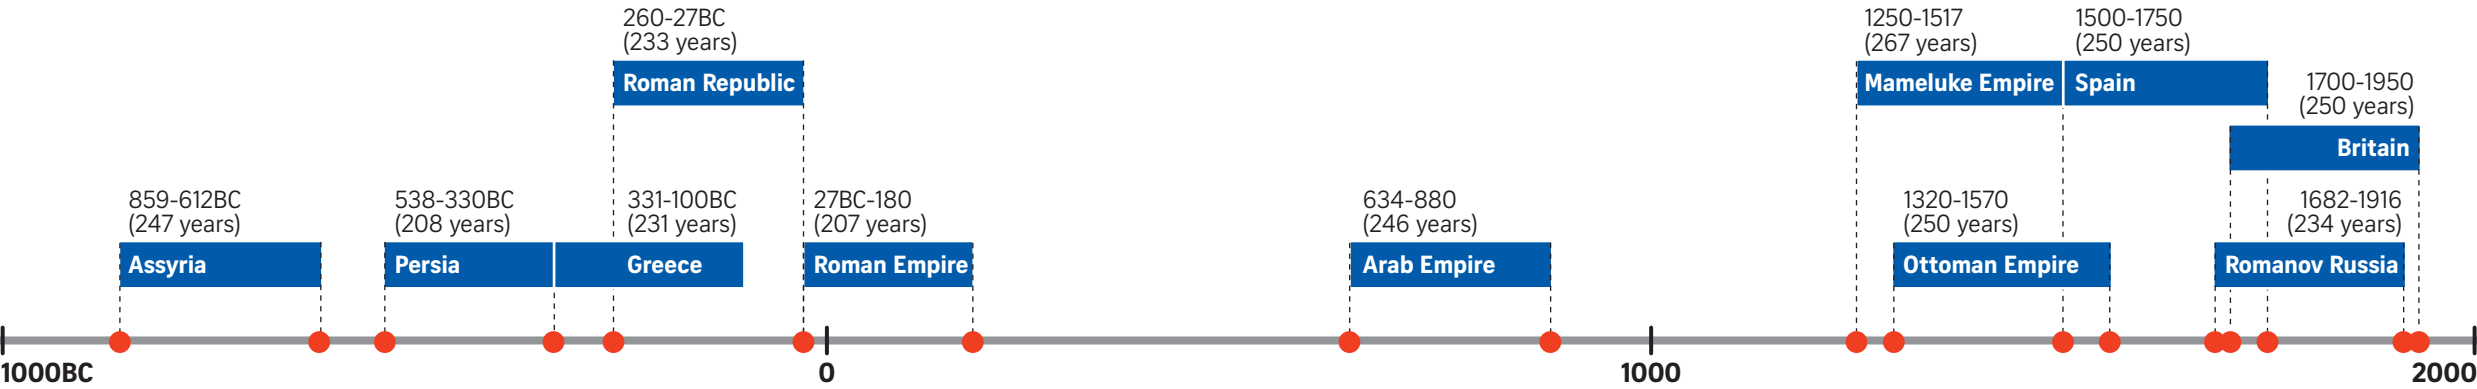 260-27BC
(233 years)
Roman Republic
1250-1517
(267 years)
Mameluke Empire
1500-1750
(250 years)
Spain
1700-1950
(250 years)
Britain
859-612BC
(247 years)
Assyria
538-330BC
(208 years)
Persia
331-100BC
(231 years)
Greece
27BC-180
(207 years)
Roman Empire
634-880
(246 years)
Arab Empire
1320-1570
(250 years)
Ottoman Empire
1682-1916
(234 years)
Romanov Russia
1000BC
0
1000
2000